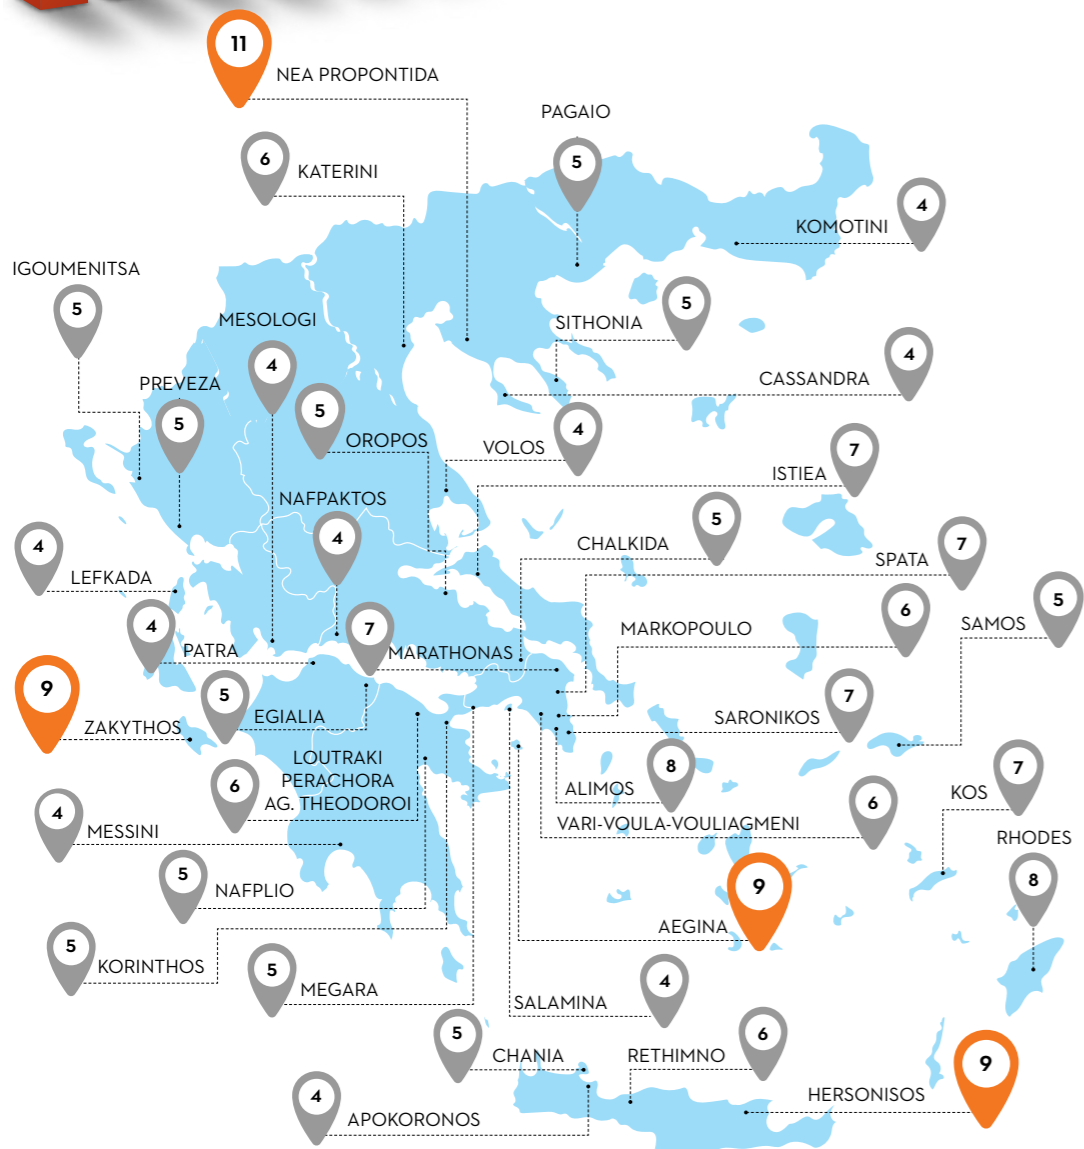 11
NEA PROPONTIDA
PAGAIO
5
6
KATERINI
4
KOMOTINI
IGOUMENITSA
5
5
SITHONIA
MESOLOGI
4
4
CASSANDRA
PREVEZA
5
5
OROPOS
4
VOLOS
7
ISTIEA
NAFPAKTOS
4
5
CHALKIDA
7
SPATA
4
LEFKADA
6
MARKOPOULO
5
SAMOS
4
PATRA
7
MARATHONAS
9
ZAKYTHOS
5
EGIALIA
7
SARONIKOS
LOUTRAKI
PERACHORA
AG. THEODOROI
6
8
ALIMOS
7
KOS
6
VARI-VOULA-VOULIAGMENI
4
MESSINI
RHODES
8
5
NAFPLIO
9
AEGINA
5
KORINTHOS
5
MEGARA
4
SALAMINA
5
CHANIA
RETHIMNO
6
9
HERSONISOS
4
APOKORONOS